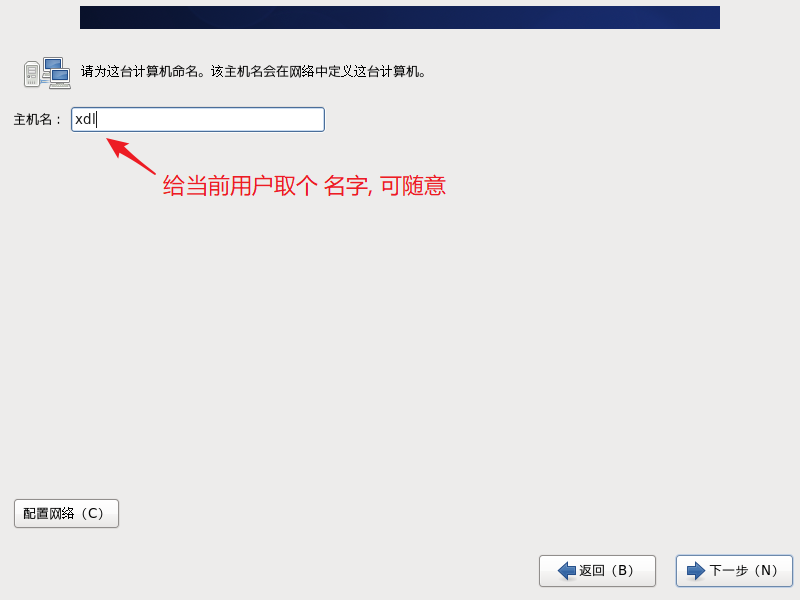 请为这台计算机命名。该主机名会在网络中定义这台计算机。
主机名： xdl
给当前用户取个 名字, 可随意
配置网络（C）
返回（B）
下一步（N）